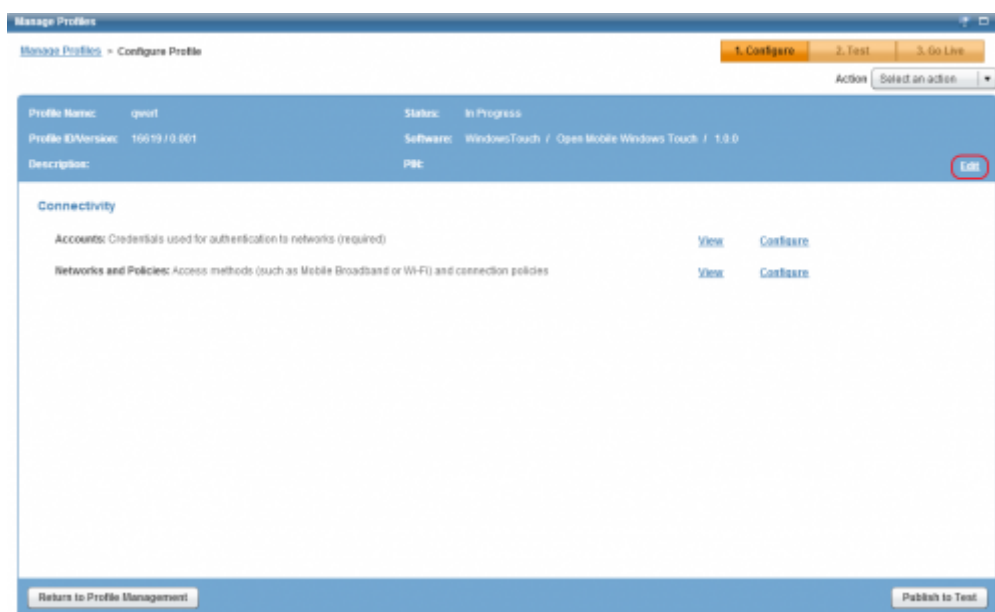 Manage Profiles
Manage Profiles > Configure Profile
1. Configure 2. Test 3. Go Live
Action Select an action
Profile Name: qwert Status: In Progress
Profile ID/Version: 16619 / 0.001 Software: WindowsTouch / Open Mobile Windows Touch / 1.0.0
Description: PIN: Edit
Connectivity
Accounts: Credentials used for authentication to networks (required) View Configure
Networks and Policies: Access methods (such as Mobile Broadband or Wi-Fi) and connection policies View Configure
Return to Profile Management Publish to Test